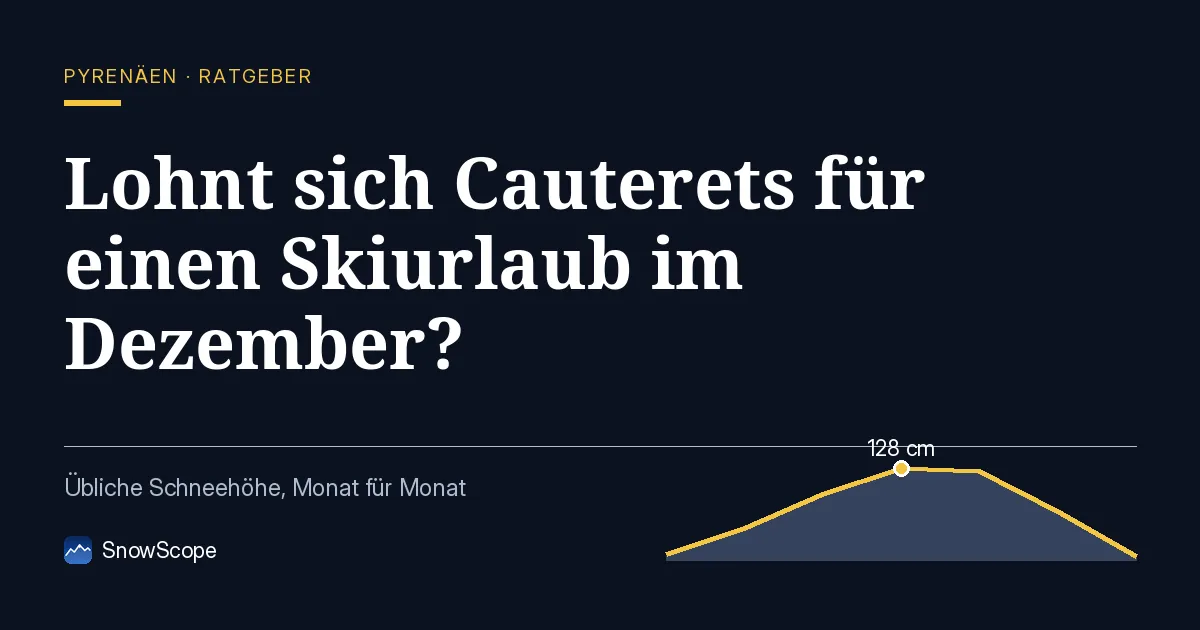 PYRENÄEN · RATGEBER
Lohnt sich Cauterets für
einen Skiurlaub im
Dezember?
128 cm
Übliche Schneehöhe, Monat für Monat
SnowScope